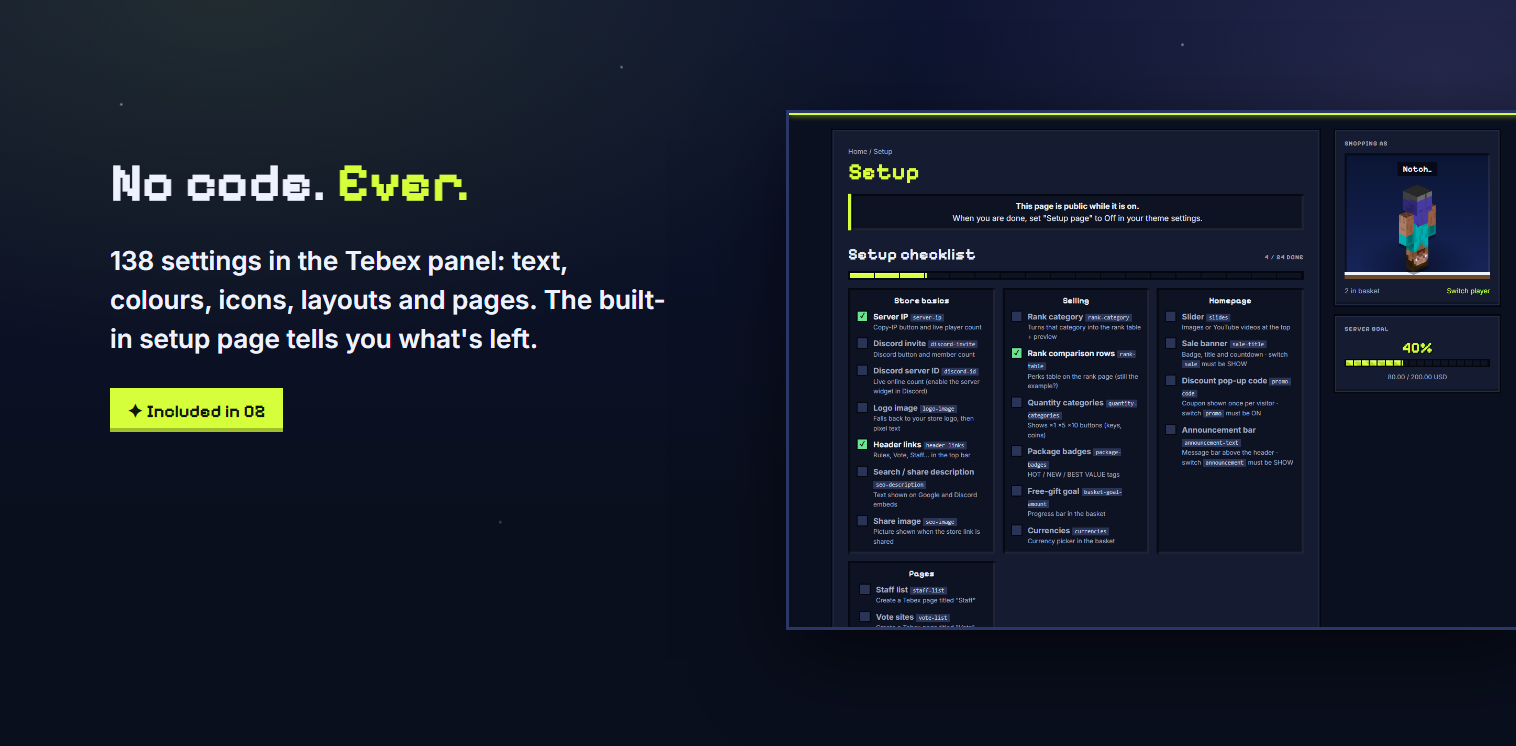 No code. Ever.
138 settings in the Tebex panel: text,
colours, icons, layouts and pages. The built-
in setup page tells you what's left.
✦ Included in 08
Home / Setup
Setup
This page is public while it is on.
When you are done, set "Setup page" to Off in your theme settings.
Setup checklist
4 / 24 DONE
Store basics
Server IP server-ip
Copy-IP button and live player count
Discord invite discord-invite
Discord button and member count
Discord server ID discord-id
Live online count (enable the server
widget in Discord)
Logo image logo-image
Falls back to your store logo, then
pixel text
Header links header-links
Rules, Vote, Staff... in the top bar
Search / share description
seo-description
Text shown on Google and Discord
embeds
Share image seo-image
Picture shown when the store link is
shared
Selling
Rank category rank-category
Turns that category into the rank table
+ preview
Rank comparison rows rank-
table
Perks table on the rank page (still the
example?)
Quantity categories quantity-
categories
Shows ×1 ×5 ×10 buttons (keys,
coins)
Package badges package-
badges
HOT / NEW / BEST VALUE tags
Free-gift goal basket-goal-
amount
Progress bar in the basket
Currencies currencies
Currency picker in the basket
Homepage
Slider slides
Images or YouTube videos at the top
Sale banner sale-title
Badge, title and countdown · switch
sale must be SHOW
Discount pop-up code promo-
code
Coupon shown once per visitor ·
switch promo must be ON
Announcement bar
announcement-text
Message bar above the header ·
switch announcement must be SHOW
Pages
Staff list staff-list
Create a Tebex page titled "Staff"
Vote sites vote-list
Create a Tebex page titled "Vote"
SHOPPING AS
Notch_
2 in basket
Switch player
SERVER GOAL
40%
80.00 / 200.00 USD